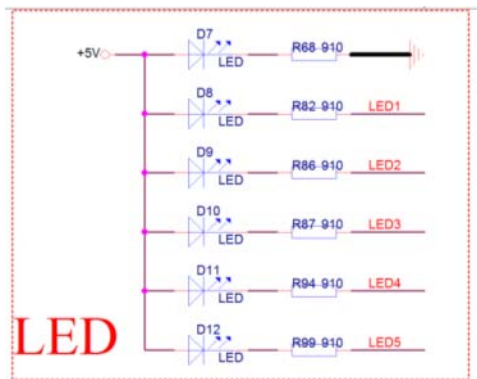 D7
+5V
LED
R68 910
D8
LED
R82 910
LED1
D9
LED
R86 910
LED2
D10
LED
R87 910
LED3
D11
LED
R94 910
LED4
D12
LED
R99 910
LED5
LED